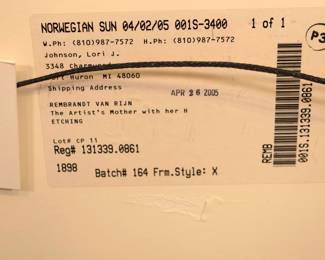 NORWEGIAN SUN 04/02/05 001S-3400 1 of 1
P3
W.Ph: (810)987-7572 H.Ph: (810)987-7572
Johnson, Lori J.
3348
Port Huron MI 48060
Shipping Address
APR 26 2005
REMBRANDT VAN RIJN
The Artist's Mother with her H
ETCHING
Lot# CP 11
Reg# 131339.0861
1898 Batch# 164 Frm.Style: X
REMB
001S.131339.0861